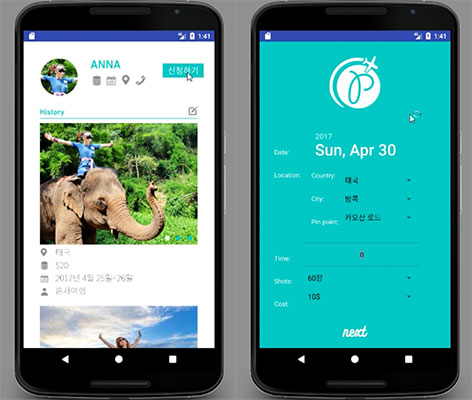 1:41
ANNA
신청하기
History
태국
$20
2017년 4월 25일~26일
혼자여행
1:41
2017
Date: Sun, Apr 30
Location: Country: 태국
City: 방콕
Pin point: 카오산 로드
Time: 0
Shots: 60장
Cost: 10$
next